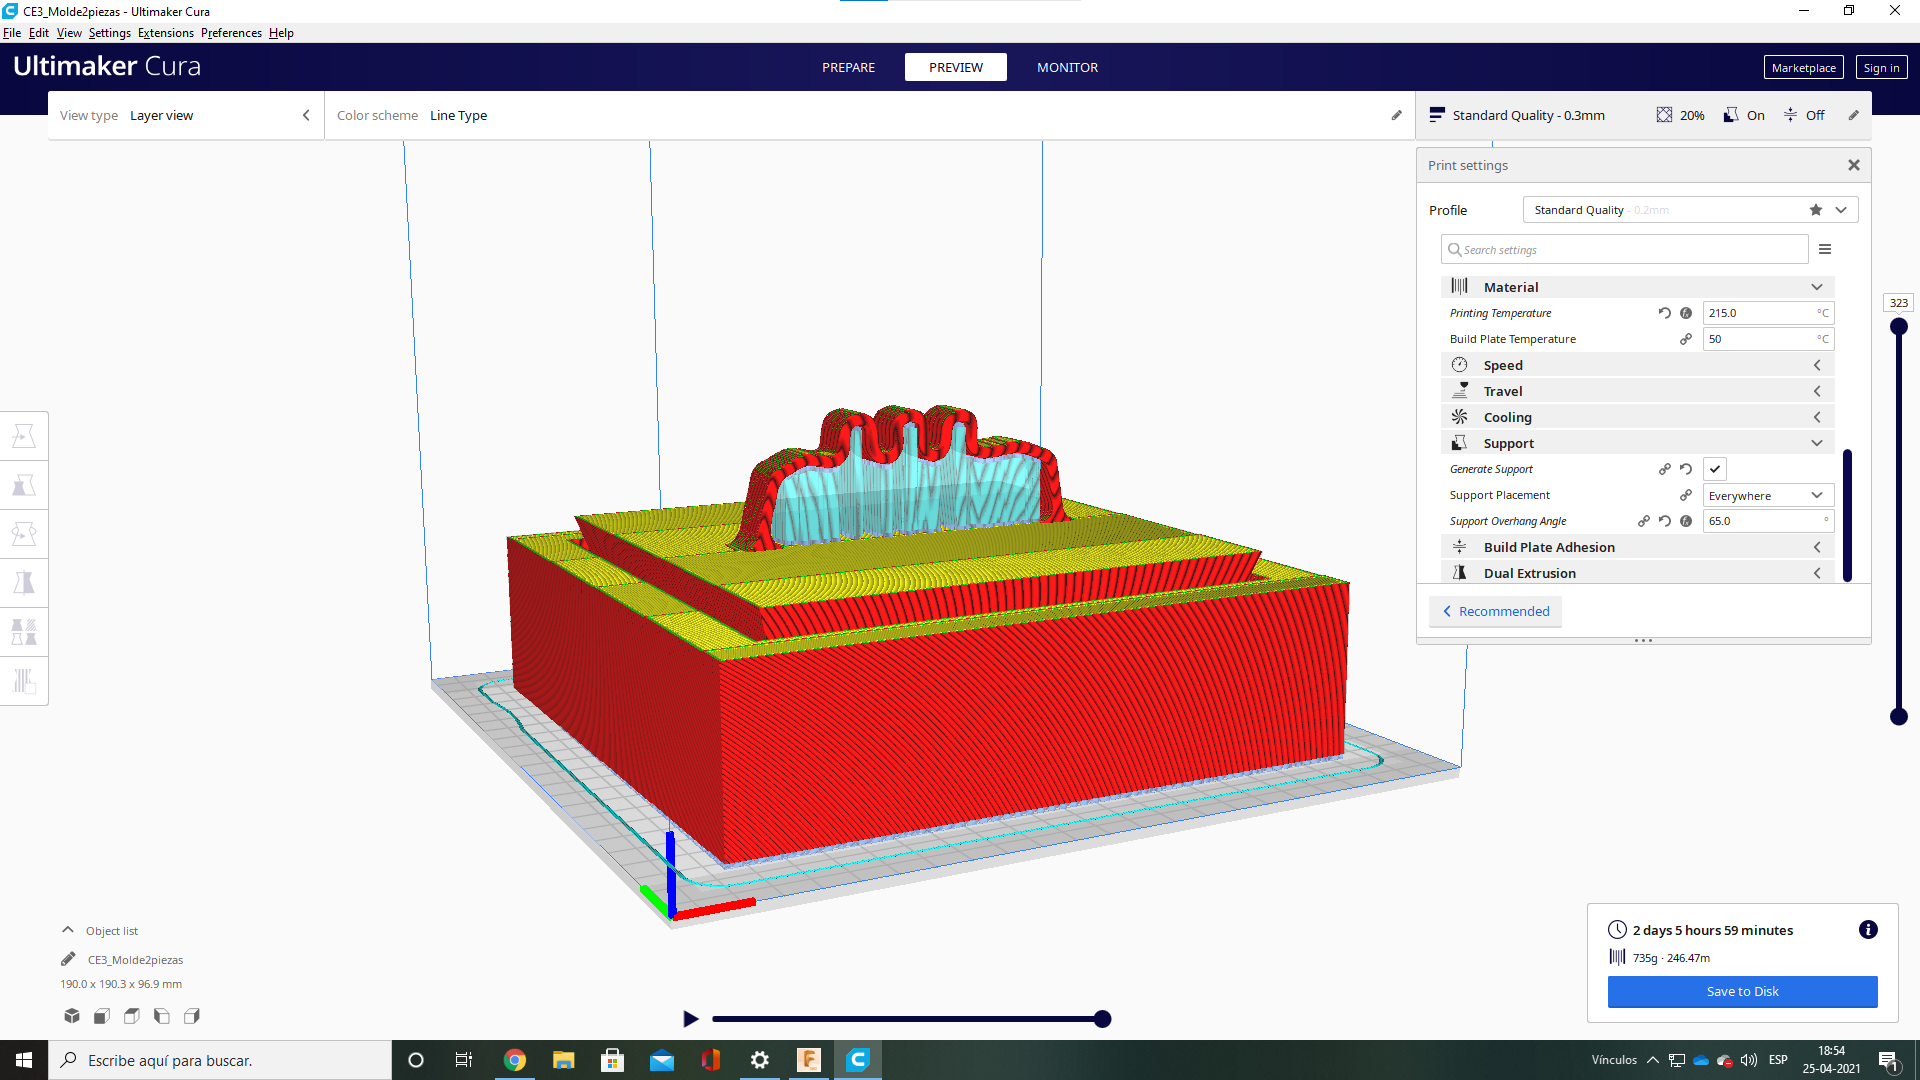 CE3_Molde2piezas - Ultimaker Cura
File Edit View Settings Extensions Preferences Help
Ultimaker Cura
PREPARE PREVIEW MONITOR
Marketplace Sign in
View type Layer view
Color scheme Line Type
Standard Quality - 0.3mm 20% On Off
Print settings
Profile Standard Quality - 0.2mm
Search settings
Material
Printing Temperature 215.0 °C
Build Plate Temperature 50 °C
Speed
Travel
Cooling
Support
Generate Support
Support Placement Everywhere
Support Overhang Angle 65.0 °
Build Plate Adhesion
Dual Extrusion
Recommended
323
Object list
CE3_Molde2piezas
190.0 x 190.3 x 96.9 mm
2 days 5 hours 59 minutes
735g · 246.47m
Save to Disk
Escribe aquí para buscar.
Vínculos ESP
18:54
25-04-2021
1